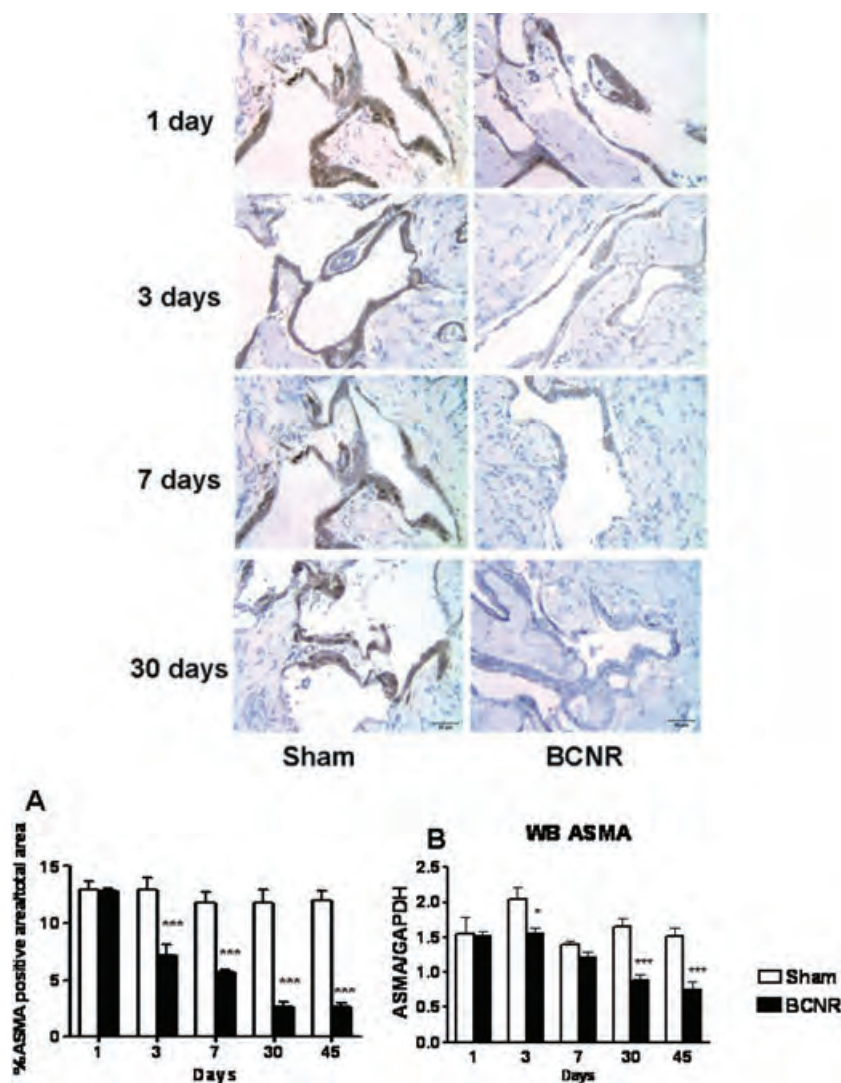 1 day
3 days
7 days
30 days
Sham BCNR
A
%ASMA positive area/total area
15
10
5
0
1 3 7 30 45
Days
*** *** *** ***
B
WB ASMA
ASMA/GAPDH
2.5
2.0
1.5
1.0
0.5
0.0
1 3 7 30 45
Days
* *** ***
Sham
BCNR